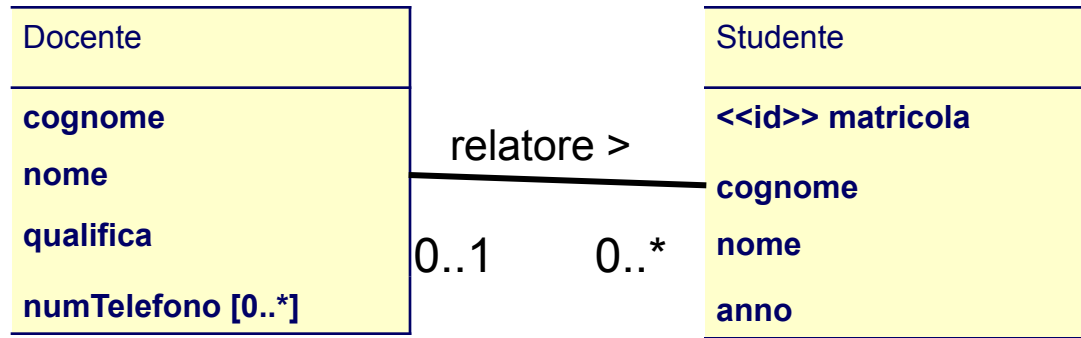 Docente
cognome
nome
qualifica
numTelefono [0..*]
relatore >
0..1
0..*
Studente
<<id>> matricola
cognome
nome
anno